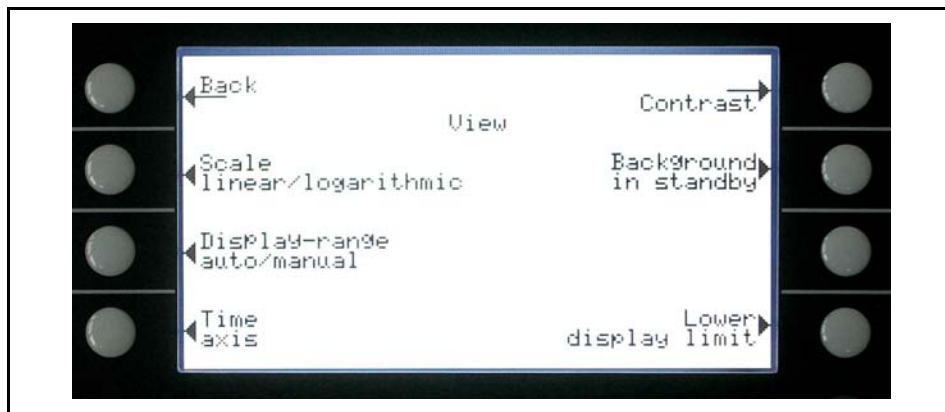 Back
Contrast
View
Scale
linear/logarithmic
Background
in standby
Display-range
auto/manual
Time
axis
Lower
display limit